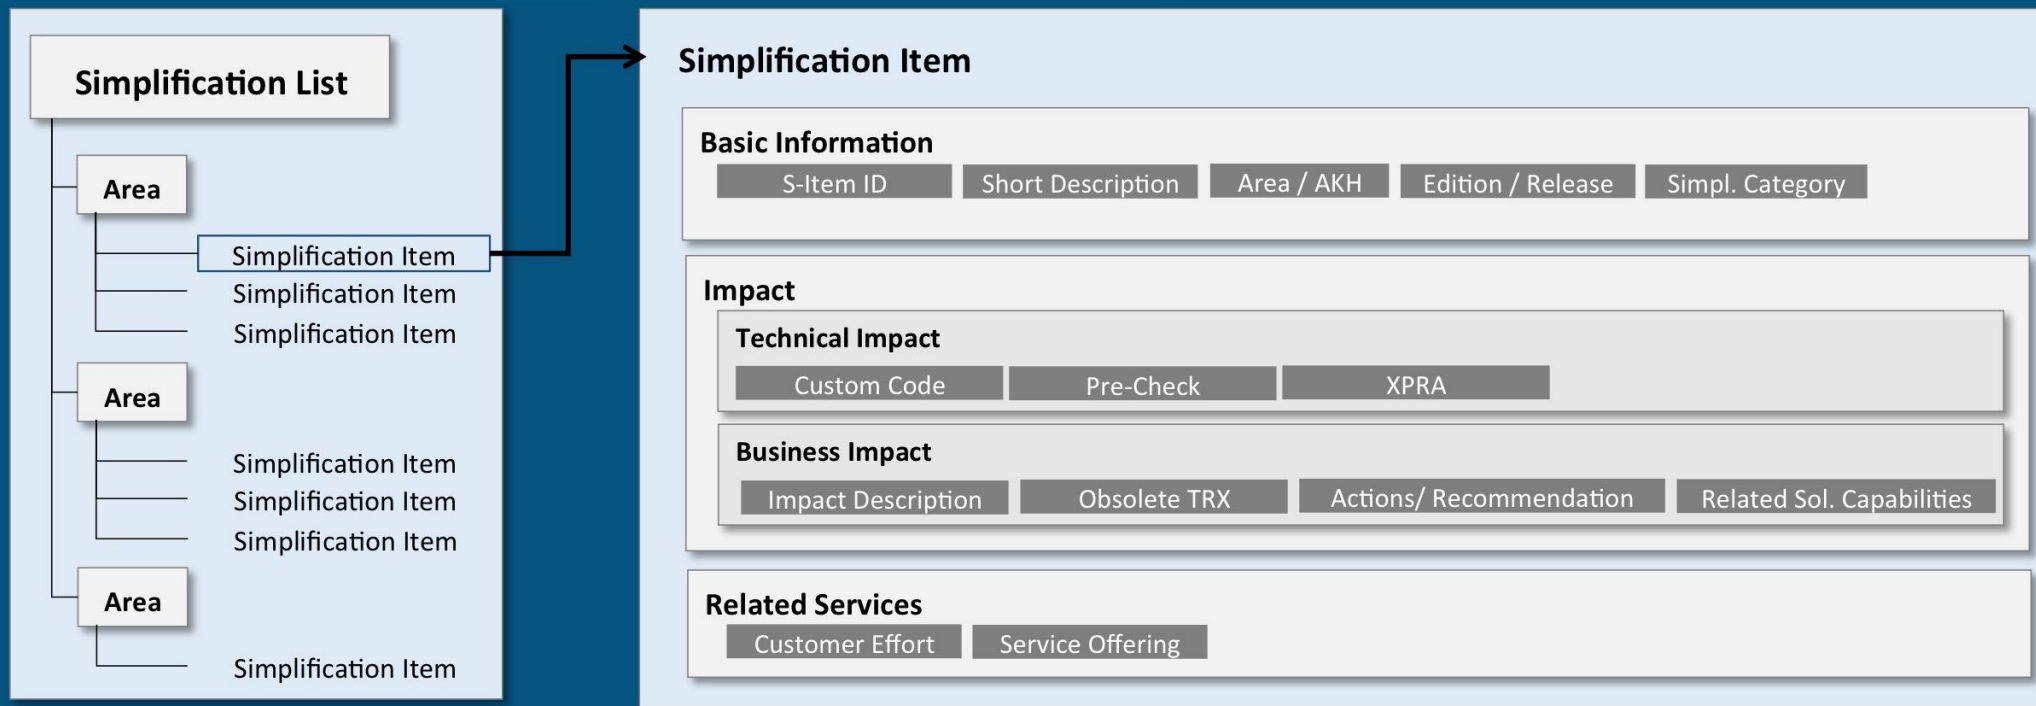 Simplification List
Area
Simplification Item
Simplification Item
Simplification Item
Area
Simplification Item
Simplification Item
Simplification Item
Area
Simplification Item
Simplification Item
Basic Information
S-Item ID Short Description Area / AKH Edition / Release Simpl. Category
Impact
Technical Impact
Custom Code Pre-Check XPRA
Business Impact
Impact Description Obsolete TRX Actions/ Recommendation Related Sol. Capabilities
Related Services
Customer Effort Service Offering